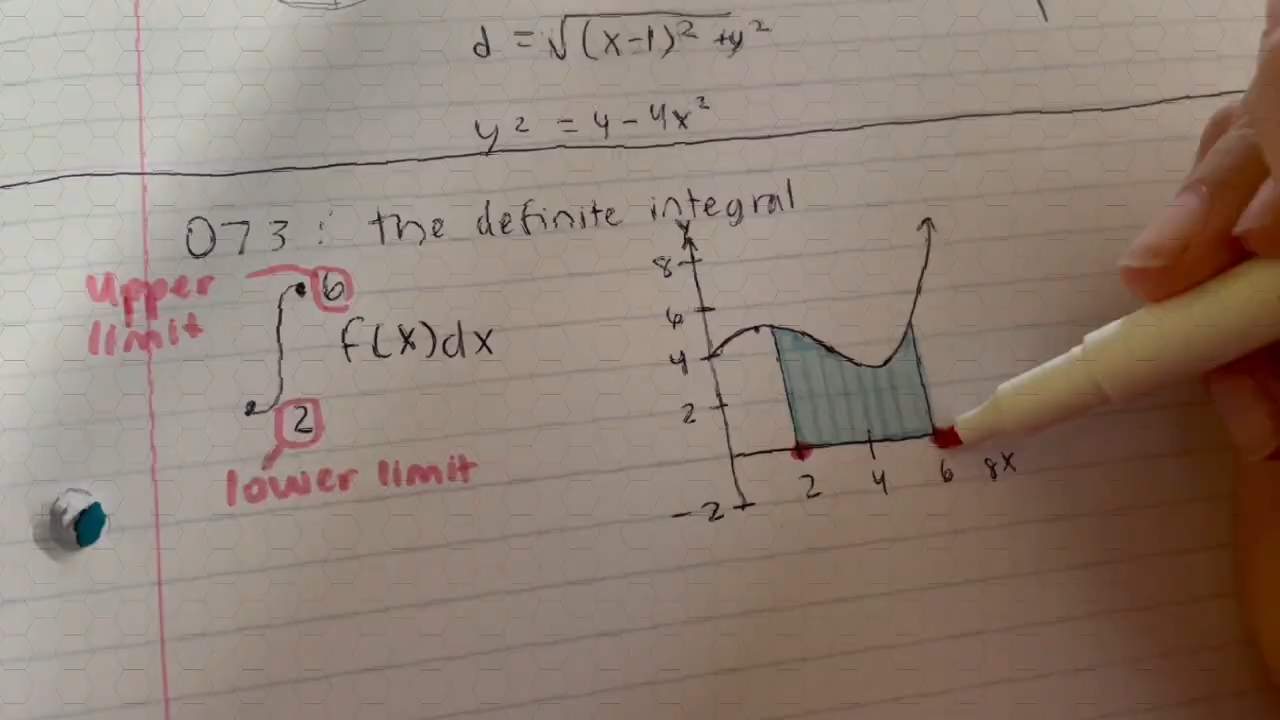 d = √(x-1)² + y²
y² = 4 - 4x²
073 : the definite integral
upper
limit
6
∫ f(x)dx
2
lower limit
y
8
6
4
2
-2
2 4 6 8 x